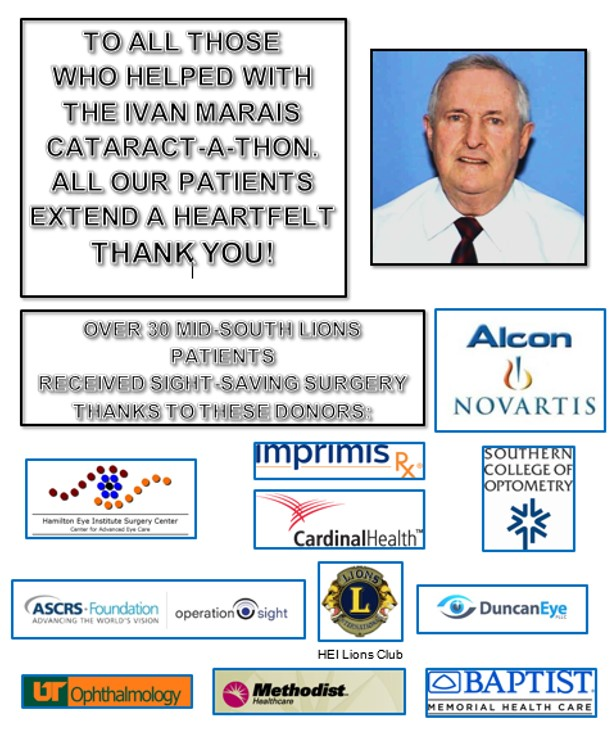 TO ALL THOSE
WHO HELPED WITH
THE IVAN MARAIS
CATARACT-A-THON.
ALL OUR PATIENTS
EXTEND A HEARTFELT
THANK YOU!
OVER 30 MID-SOUTH LIONS
PATIENTS
RECEIVED SIGHT-SAVING SURGERY
THANKS TO THESE DONORS:
Alcon
NOVARTIS
imprimis Rx®
SOUTHERN
COLLEGE OF
OPTOMETRY
Hamilton Eye Institute Surgery Center
Center for Advanced Eye Care
CardinalHealth™
ASCRS Foundation
ADVANCING THE WORLD'S VISION
operation sight
LIONS
L
INTERNATIONAL
HEI Lions Club
DuncanEye
PLLC
UT Ophthalmology
Methodist
Healthcare
BAPTIST
MEMORIAL HEALTH CARE